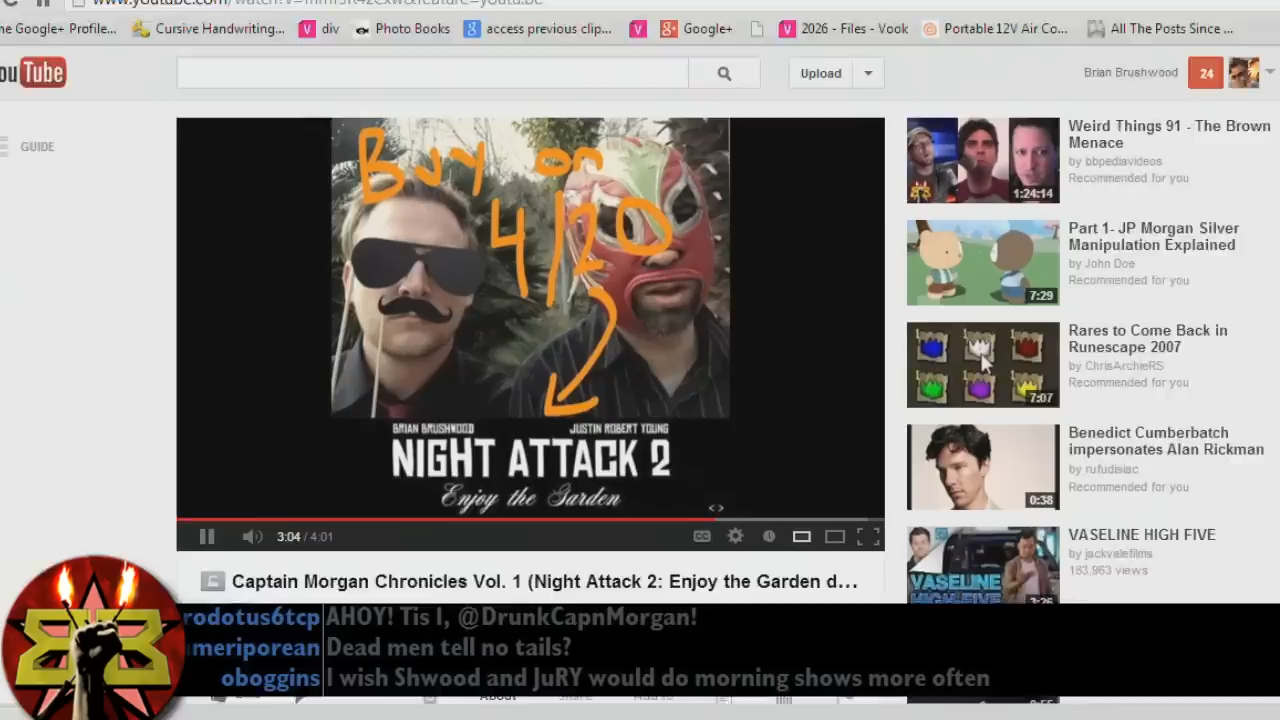 ne Google+ Profile...
Cursive Handwriting...
div
Photo Books
access previous clip...
Google+
2026 - Files - Vook
Portable 12V Air Co...
All The Posts Since ...
ouTube
Upload
Brian Brushwood
24
GUIDE
Buy on
4/20
BRIAN BRUSHWOOD
JUSTIN ROBERT YOUNG
NIGHT ATTACK 2
Enjoy the Garden
3:04 / 4:01
Captain Morgan Chronicles Vol. 1 (Night Attack 2: Enjoy the Garden d...
Weird Things 91 - The Brown
Menace
by bbpediavideos
Recommended for you
1:24:14
Part 1- JP Morgan Silver
Manipulation Explained
by John Doe
Recommended for you
7:29
Rares to Come Back in
Runescape 2007
by ChrisArchieRS
Recommended for you
7:07
Benedict Cumberbatch
impersonates Alan Rickman
by rufudisiac
Recommended for you
0:38
VASELINE HIGH FIVE
by jackvalefilms
183,963 views
VASELINE
HIGH-FIVE
3:26
rodotus6tcp AHOY! Tis I, @DrunkCapnMorgan!
meriporean Dead men tell no tails?
oboggins I wish Shwood and JuRY would do morning shows more often